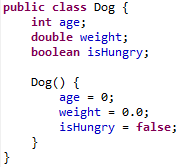 public class Dog {
    int age;
    double weight;
    boolean isHungry;

    Dog() {
        age = 0;
        weight = 0.0;
        isHungry = false;
    }
}